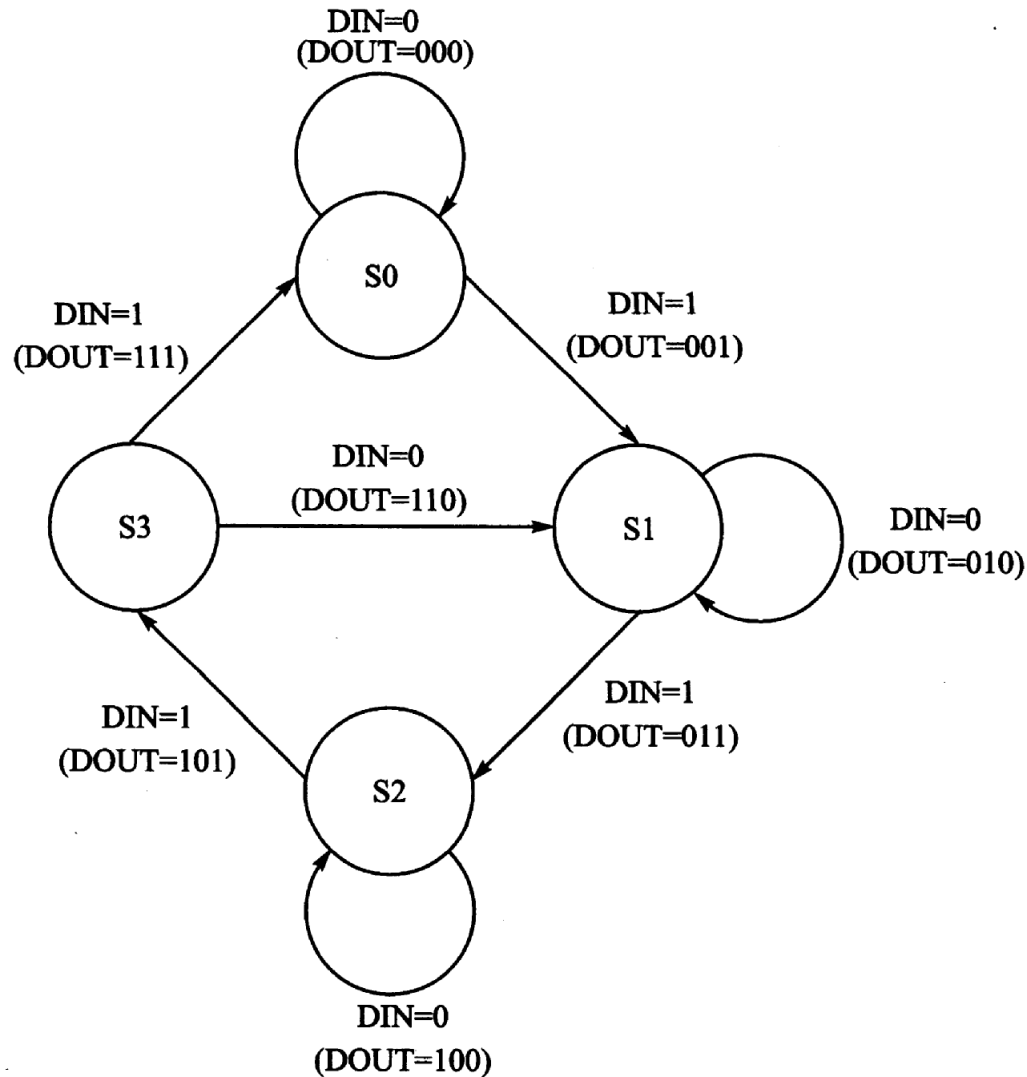 DIN=0
(DOUT=000)
S0
DIN=1
(DOUT=111)
DIN=1
(DOUT=001)
DIN=0
(DOUT=110)
S3
S1
DIN=0
(DOUT=010)
DIN=1
(DOUT=101)
DIN=1
(DOUT=011)
S2
DIN=0
(DOUT=100)